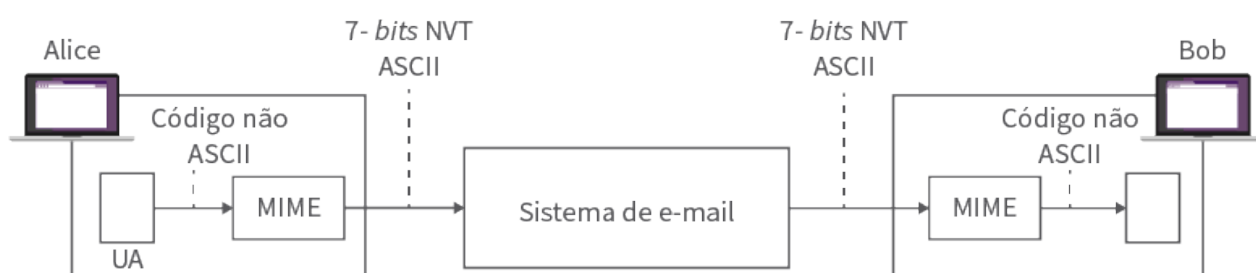 Alice
7- bits NVT
ASCII
7- bits NVT
ASCII
Bob
Código não
ASCII
Código não
ASCII
MIME
Sistema de e-mail
MIME
UA